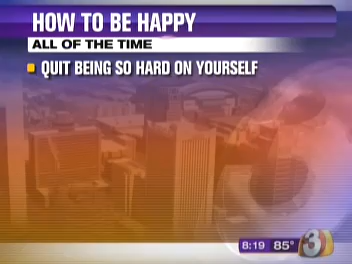 HOW TO BE HAPPY
ALL OF THE TIME
QUIT BEING SO HARD ON YOURSELF
8:19 85° 3